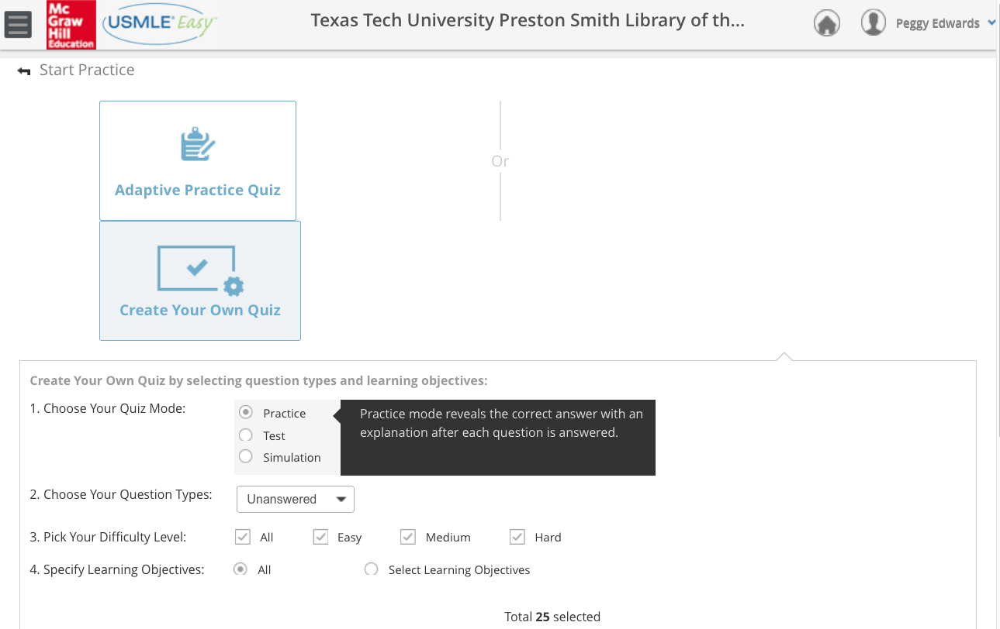 Mc
Graw
Hill
Education
USMLE® Easy™
Texas Tech University Preston Smith Library of th...
Peggy Edwards
Start Practice
Adaptive Practice Quiz
Or
Create Your Own Quiz
Create Your Own Quiz by selecting question types and learning objectives:
1. Choose Your Quiz Mode:
Practice
Test
Simulation
Practice mode reveals the correct answer with an
explanation after each question is answered.
2. Choose Your Question Types:
Unanswered
3. Pick Your Difficulty Level:
All Easy Medium Hard
4. Specify Learning Objectives:
All Select Learning Objectives
Total 25 selected